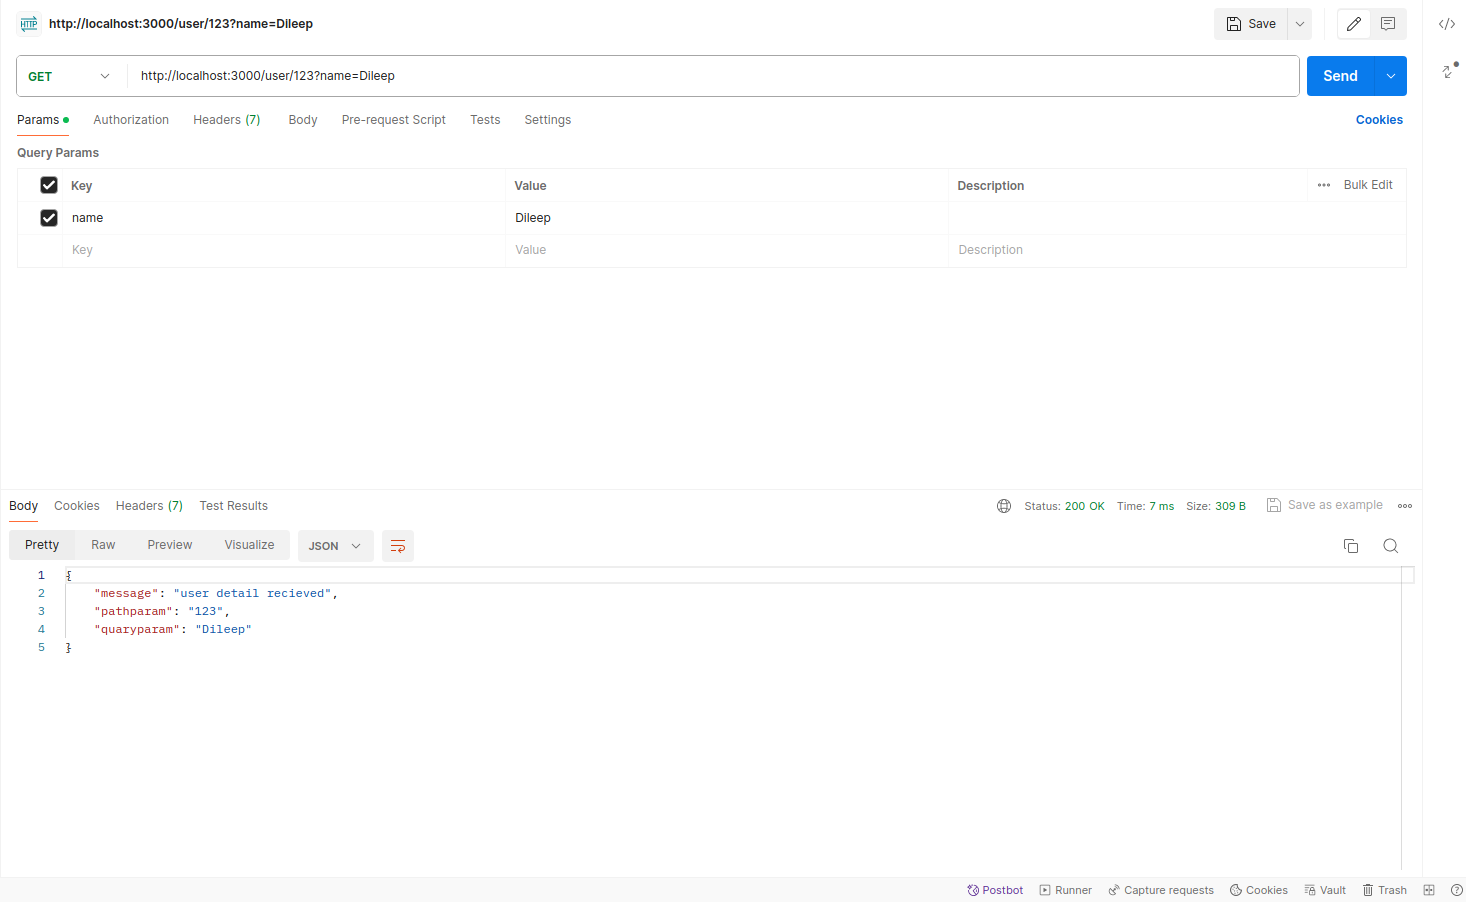 HTTP http://localhost:3000/user/123?name=Dileep Save
GET http://localhost:3000/user/123?name=Dileep Send
Params Authorization Headers (7) Body Pre-request Script Tests Settings Cookies
Query Params
Key Value Description Bulk Edit
name Dileep
Key Value Description
Body Cookies Headers (7) Test Results Status: 200 OK Time: 7 ms Size: 309 B Save as example
Pretty Raw Preview Visualize JSON
1 {
2 "message": "user detail recieved",
3 "pathparam": "123",
4 "quaryparam": "Dileep"
5 }
Postbot Runner Capture requests Cookies Vault Trash